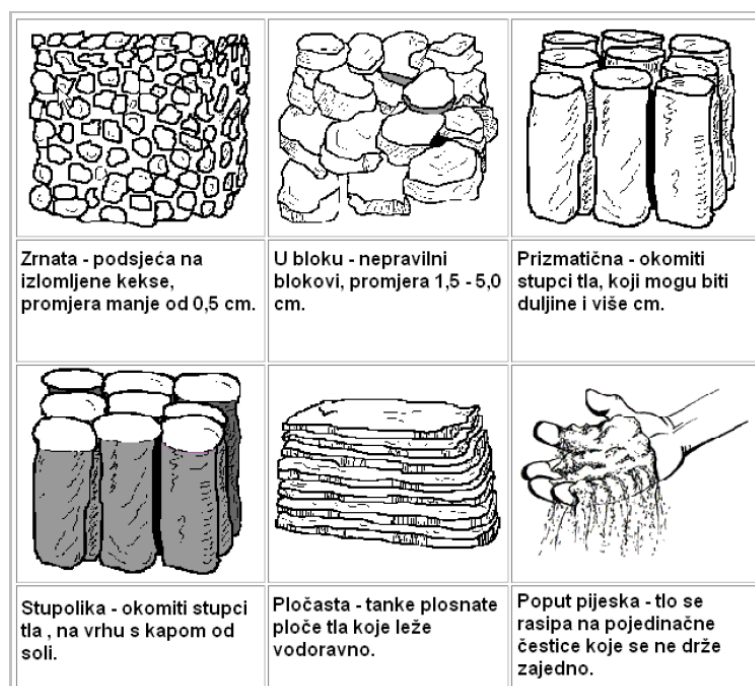 Zrnata - podsjeća na
izlomljene kekse,
promjera manje od 0,5 cm.
U bloku - nepravilni
blokovi, promjera 1,5 - 5,0
cm.
Prizmatična - okomiti
stupci tla, koji mogu biti
duljine i više cm.
Stupolika - okomiti stupci
tla , na vrhu s kapom od
soli.
Pločasta - tanke plosnate
ploče tla koje leže
vodoravno.
Poput pijeska - tlo se
rasipa na pojedinačne
čestice koje se ne drže
zajedno.